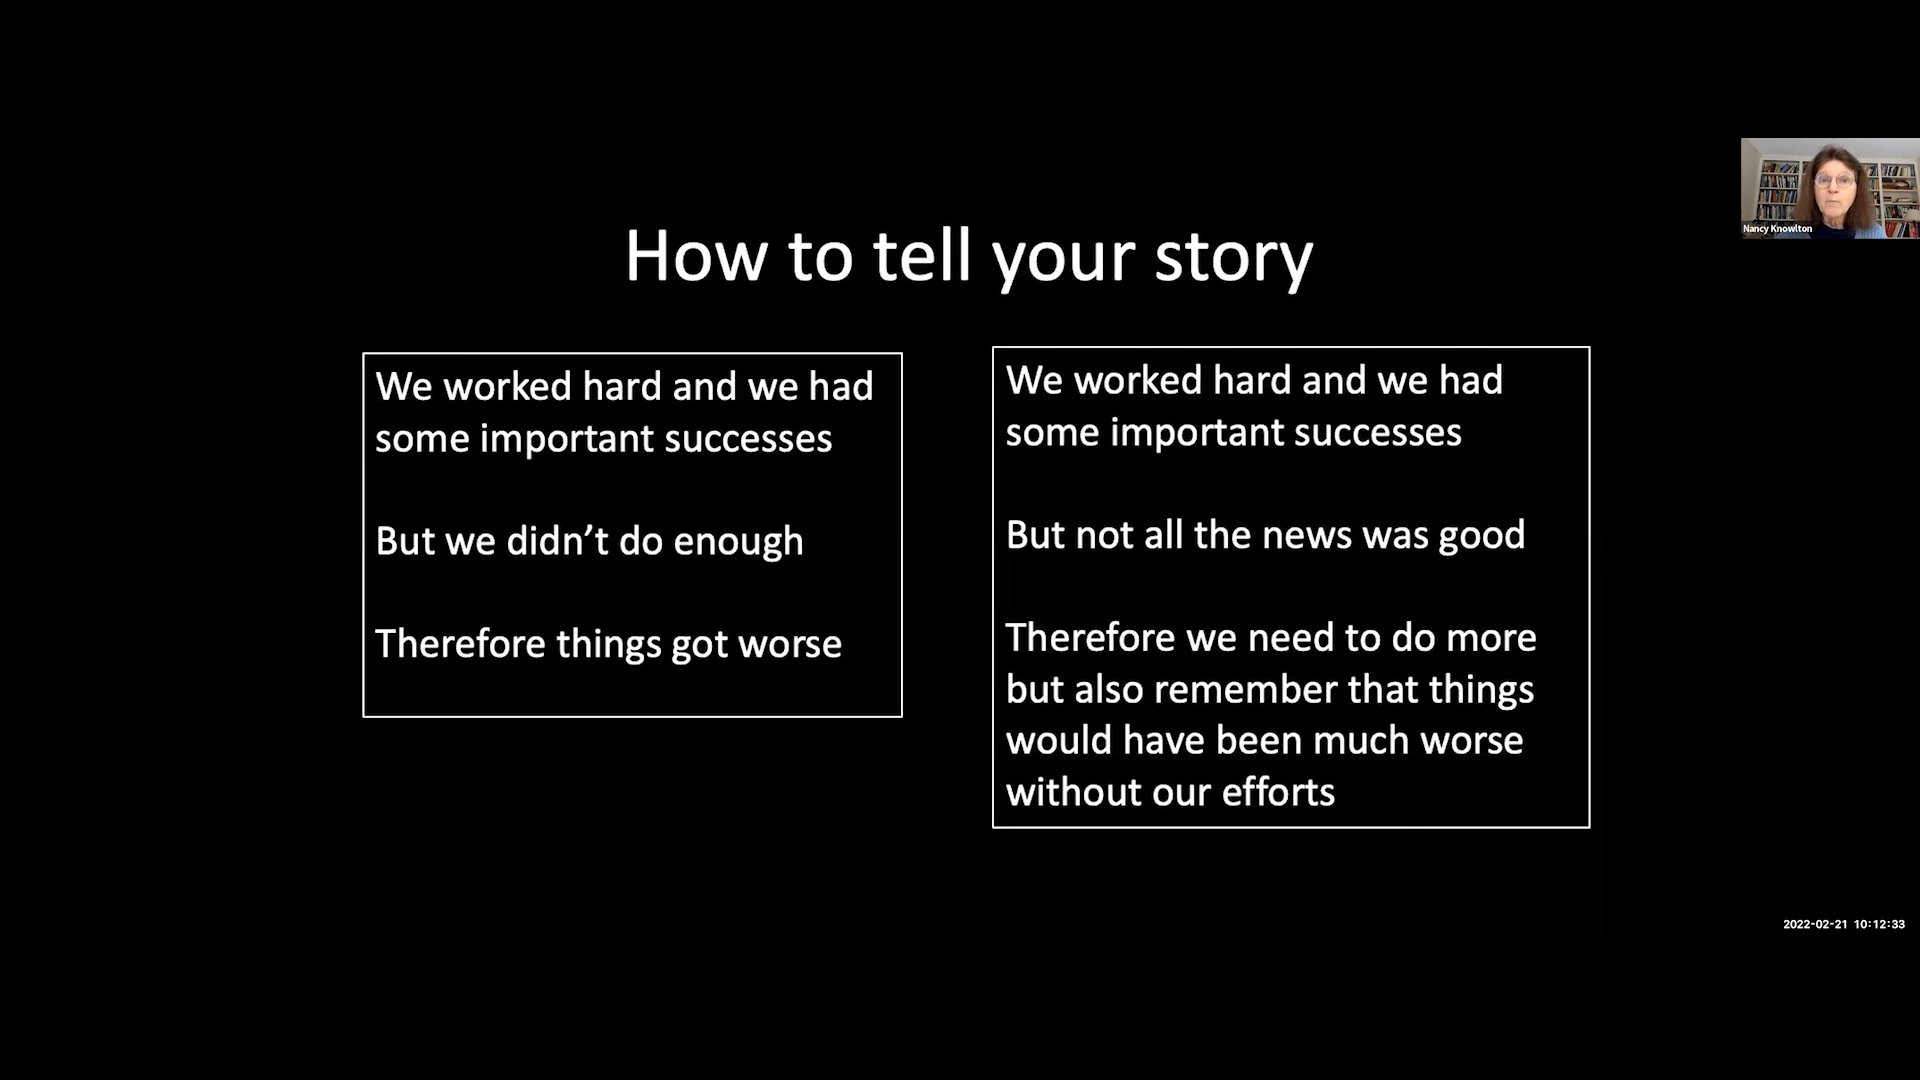 How to tell your story
We worked hard and we had
some important successes
But we didn’t do enough
Therefore things got worse
We worked hard and we had
some important successes
But not all the news was good
Therefore we need to do more
but also remember that things
would have been much worse
without our efforts
Nancy Knowlton
2022-02-21 10:12:33